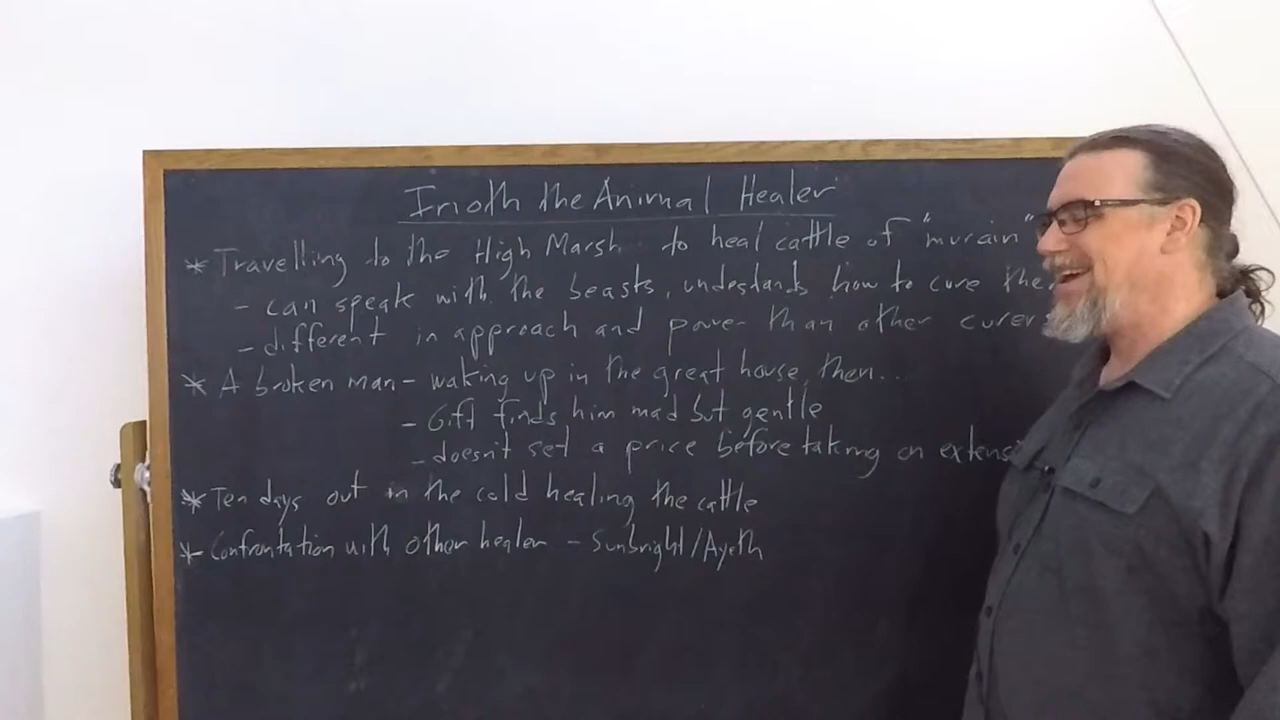 Irioth the Animal Healer
* Travelling to the High Marsh to heal cattle of "murain"
- can speak with the beasts, undestands how to cure the
- different in approach and power than other curers
* A broken man - waking up in the great house, then...
- Gift finds him mad but gentle
- doesn't set a price before taking on extens
* Ten days out in the cold healing the cattle
* Confrontation with other healer - Sunbright/Ayeth